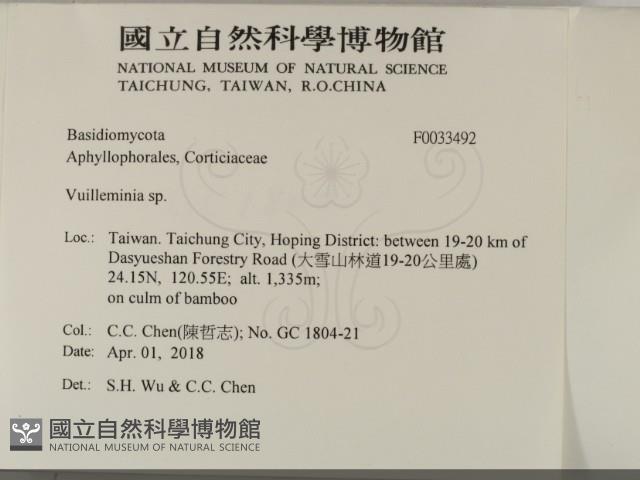 國立自然科學博物館
NATIONAL MUSEUM OF NATURAL SCIENCE
TAICHUNG, TAIWAN, R.O.CHINA
Basidiomycota F0033492
Aphyllophorales, Corticiaceae
Vuilleminia sp.
Loc.: Taiwan. Taichung City, Hoping District: between 19-20 km of
Dasyueshan Forestry Road (大雪山林道19-20公里處)
24.15N, 120.55E; alt. 1,335m;
on culm of bamboo
Col.: C.C. Chen(陳哲志); No. GC 1804-21
Date: Apr. 01, 2018
Det.: S.H. Wu & C.C. Chen
國立自然科學博物館
NATIONAL MUSEUM OF NATURAL SCIENCE